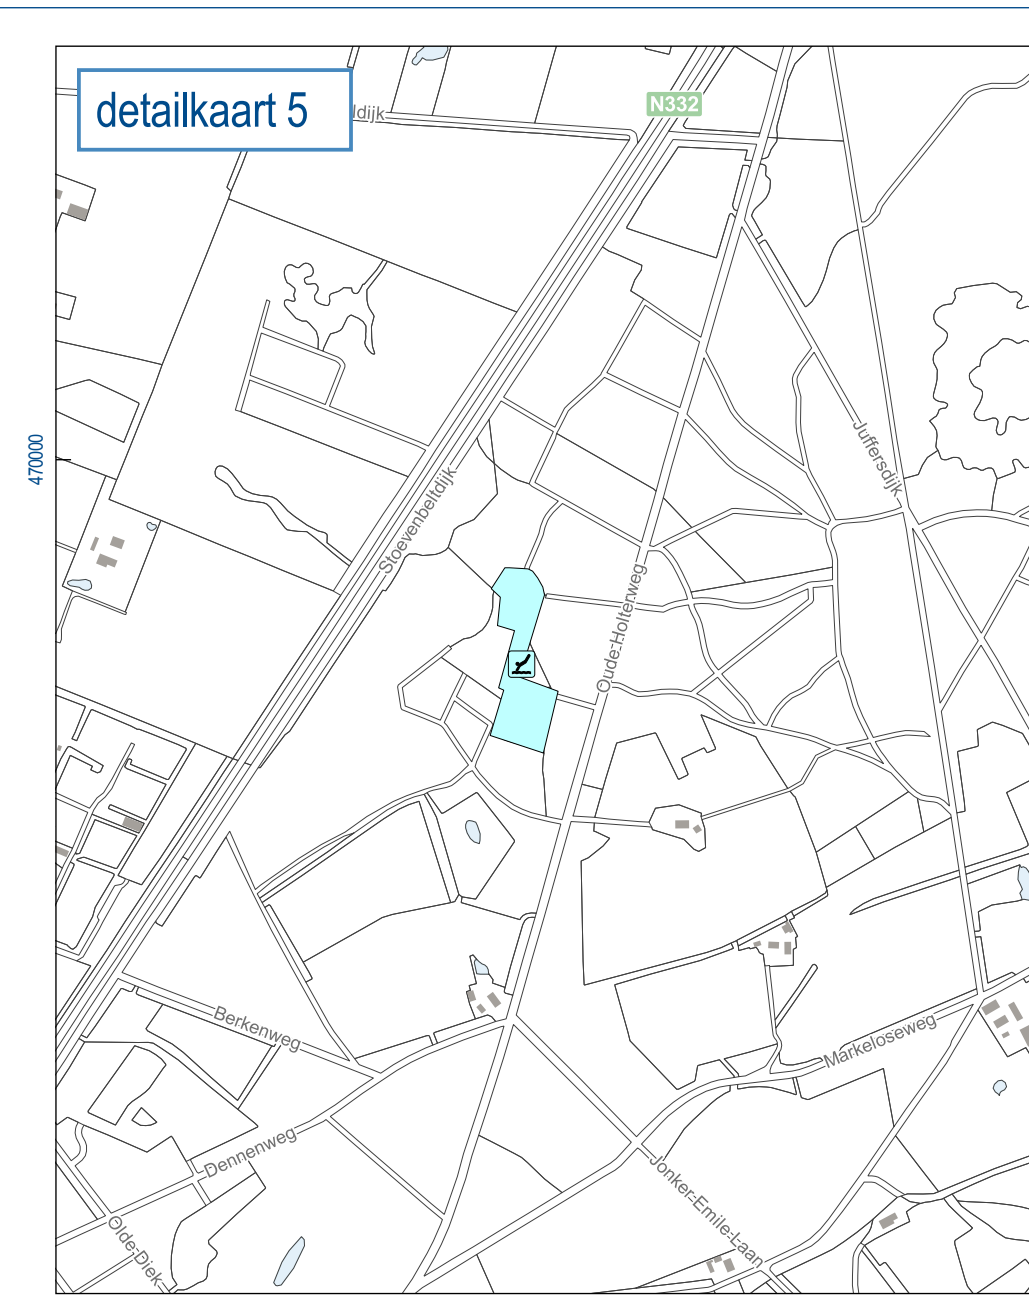 detailkaart 5
ldijk
N332
470000
Juffersdijk
Stoevenbeltdijk
Oude-Holterweg
Berkenweg
Markeloseweg
Dennenweg
Jonker-Emile-Laan
Olde-Diek